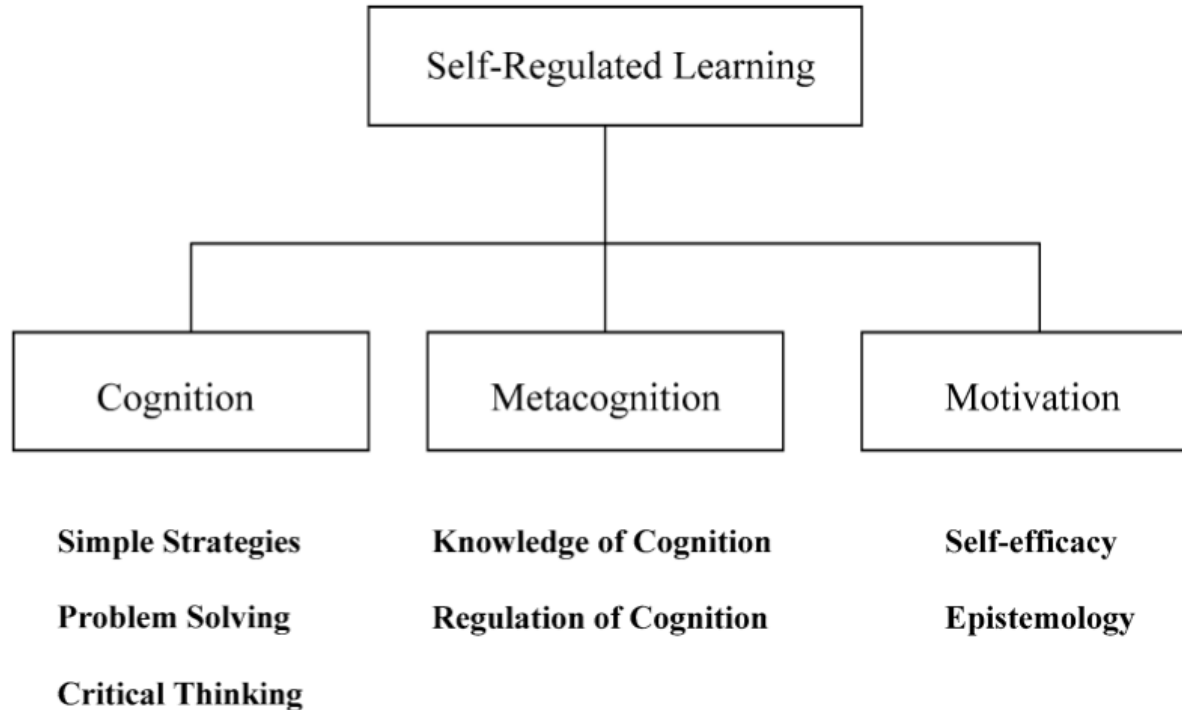 Self-Regulated Learning
Cognition
Metacognition
Motivation
Simple Strategies
Problem Solving
Critical Thinking
Knowledge of Cognition
Regulation of Cognition
Self-efficacy
Epistemology